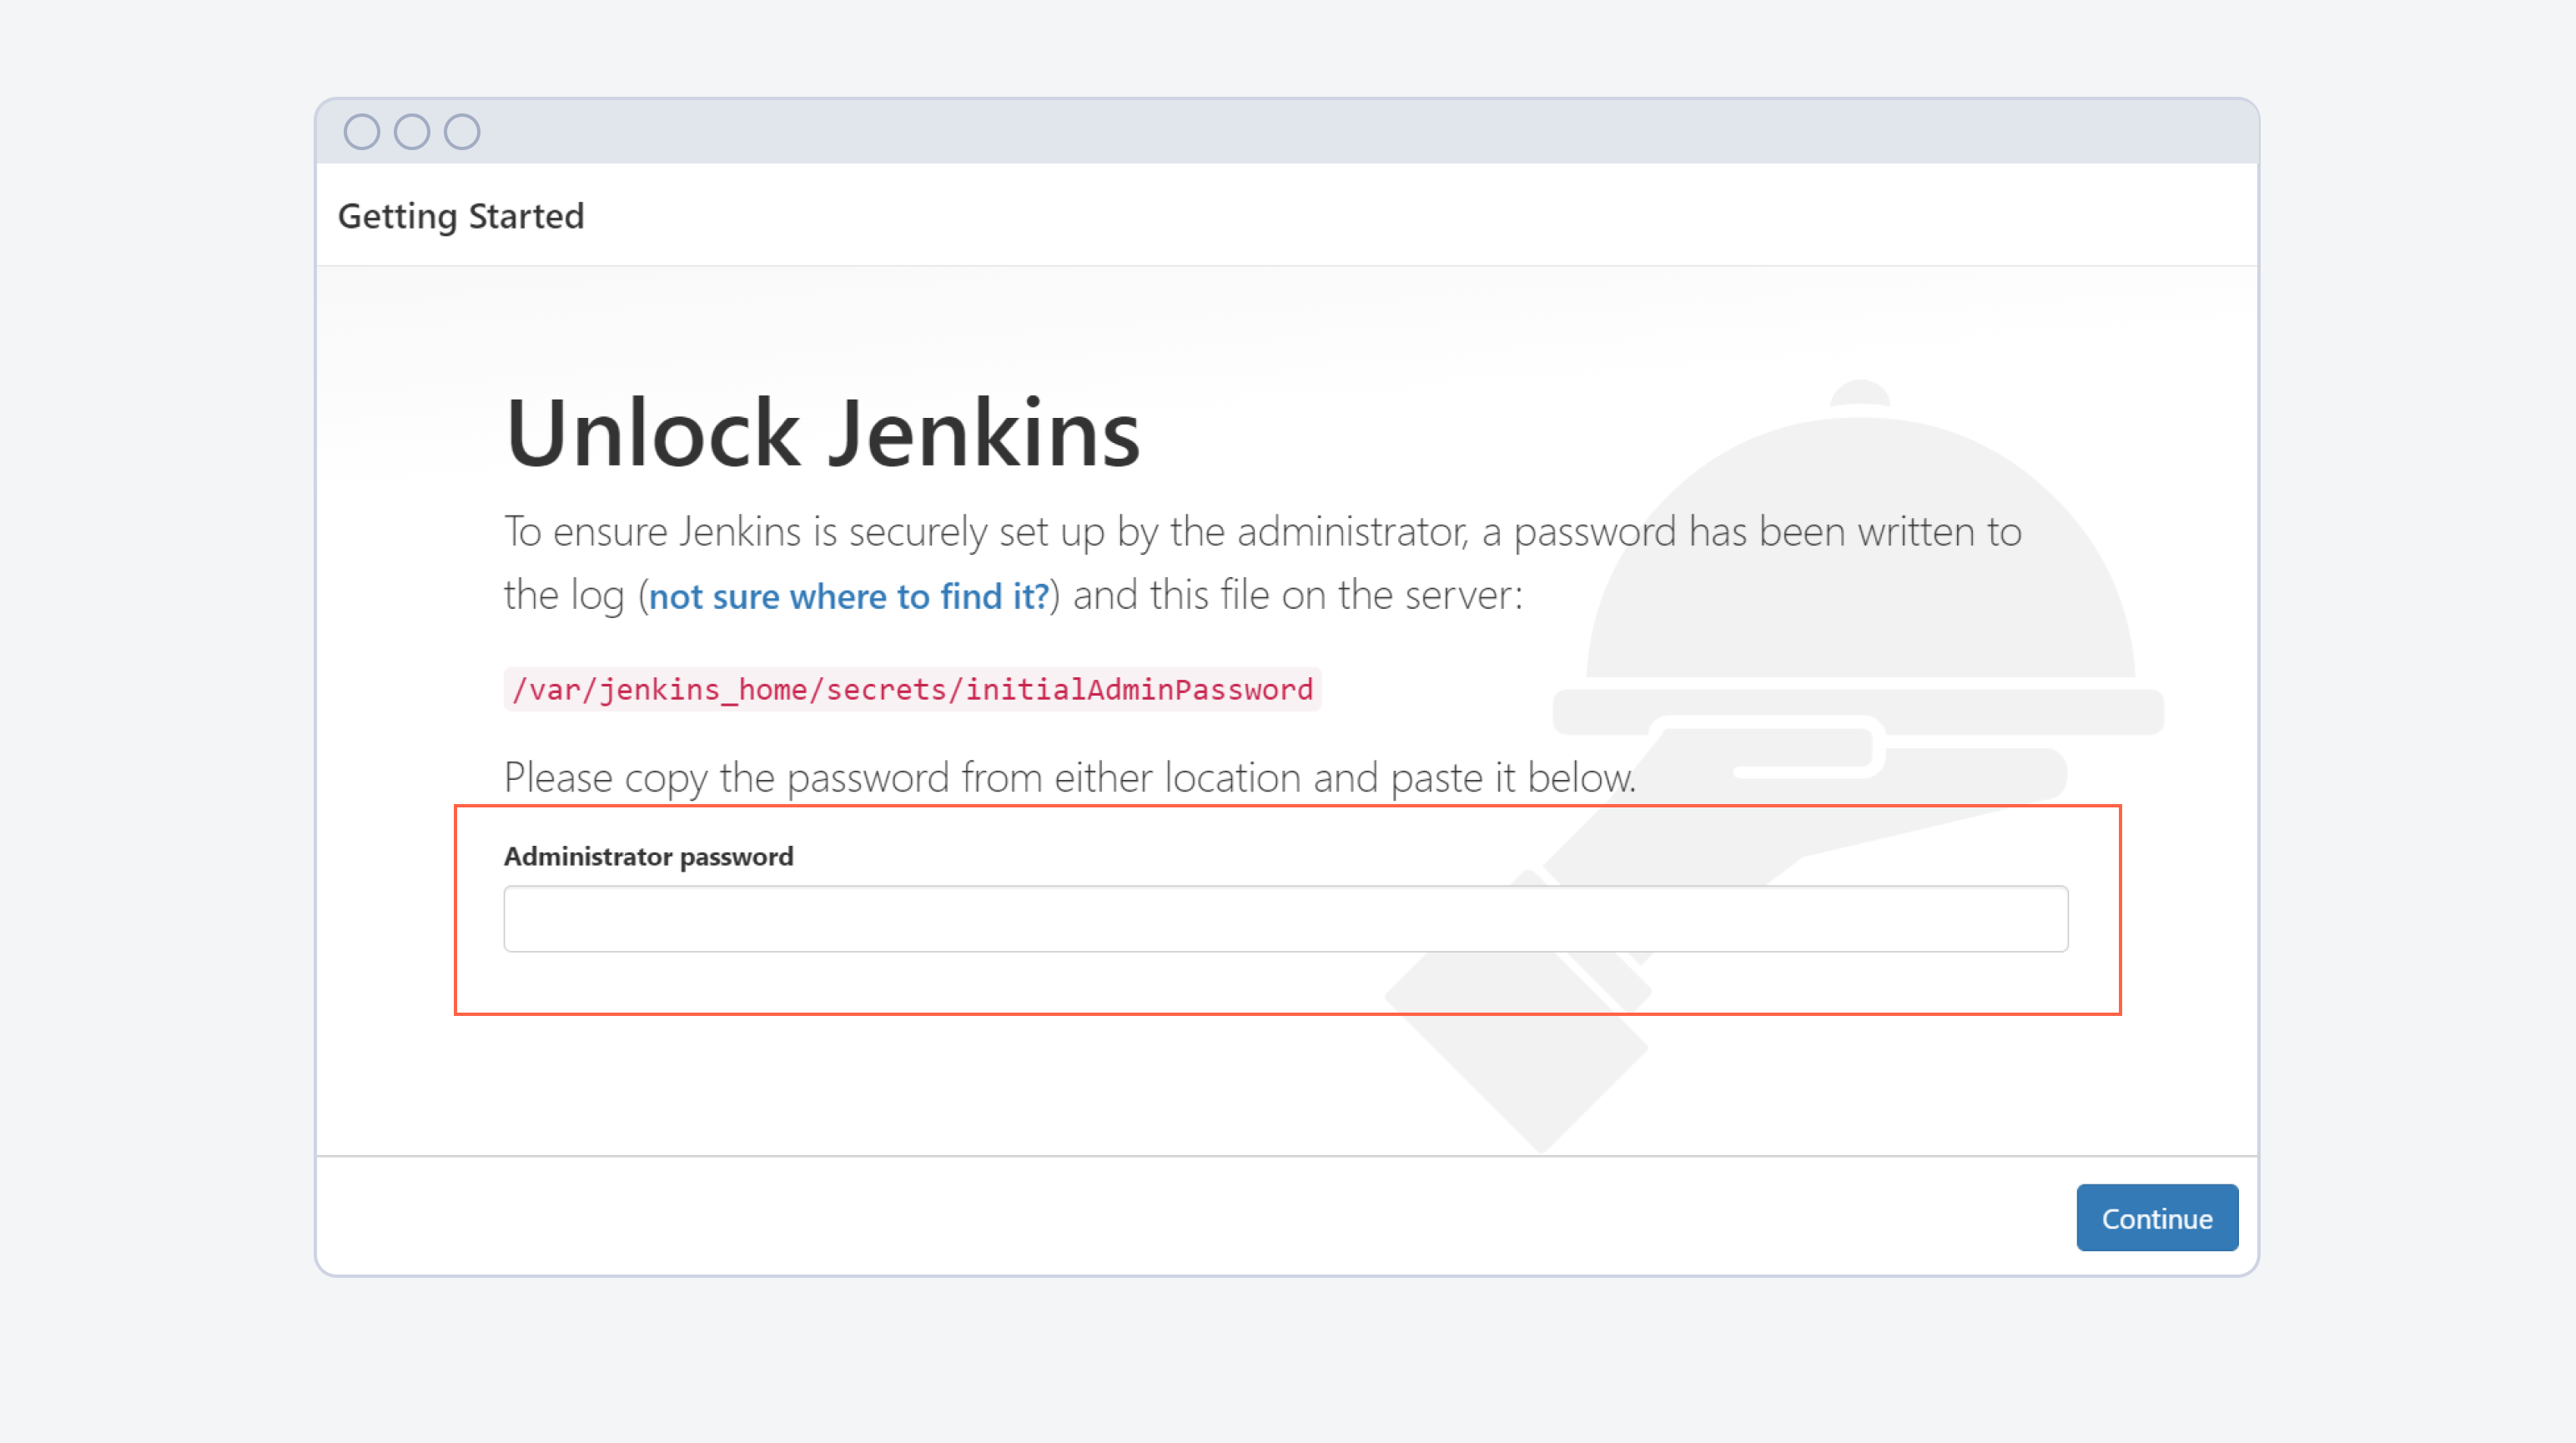 Getting Started
Unlock Jenkins
To ensure Jenkins is securely set up by the administrator, a password has been written to
the log (not sure where to find it?) and this file on the server:
/var/jenkins_home/secrets/initialAdminPassword
Please copy the password from either location and paste it below.
Administrator password
Continue